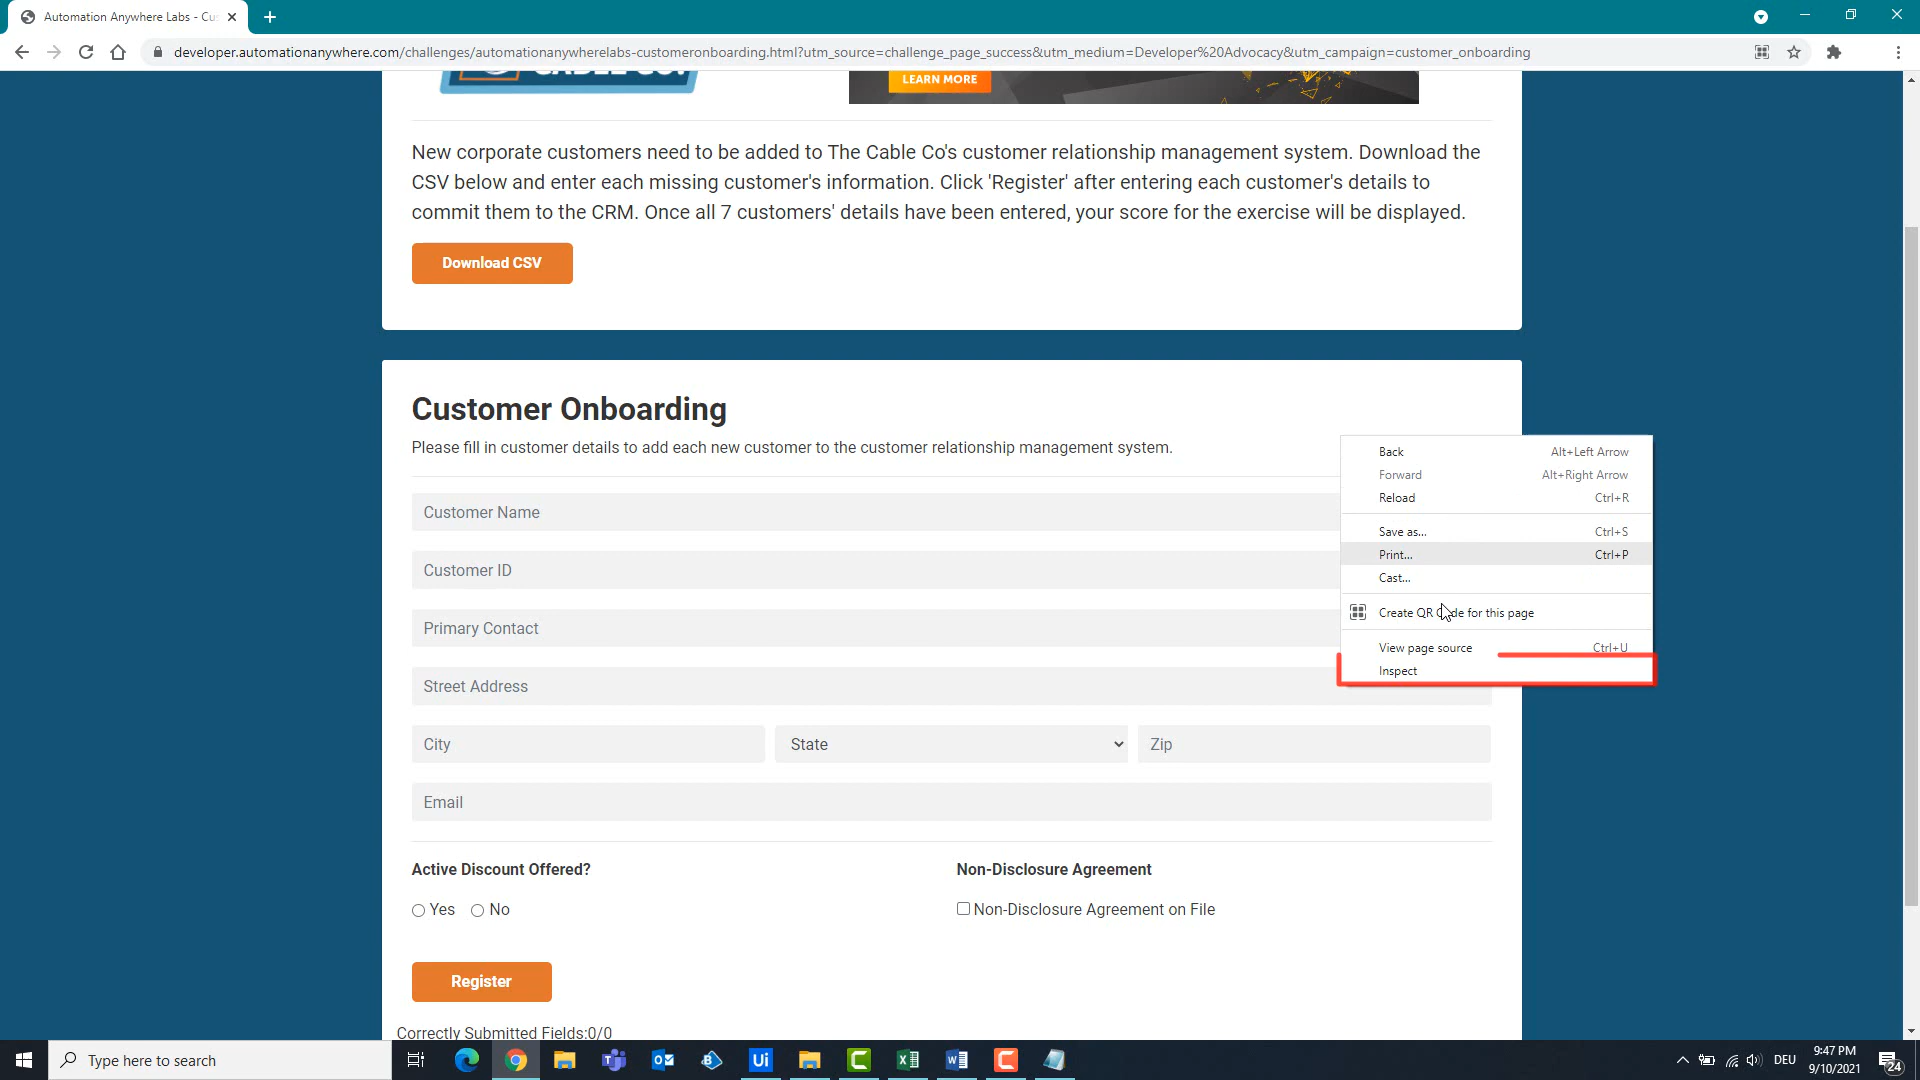 Automation Anywhere Labs - Cus
developer.automationanywhere.com/challenges/automationanywherelabs-customeronboarding.html?utm_source=challenge_page_success&utm_medium=Developer%20Advocacy&utm_campaign=customer_onboarding
LEARN MORE
New corporate customers need to be added to The Cable Co's customer relationship management system. Download the
CSV below and enter each missing customer's information. Click 'Register' after entering each customer's details to
commit them to the CRM. Once all 7 customers' details have been entered, your score for the exercise will be displayed.
Download CSV
Customer Onboarding
Please fill in customer details to add each new customer to the customer relationship management system.
Back Alt+Left Arrow
Forward Alt+Right Arrow
Reload Ctrl+R
Save as... Ctrl+S
Print... Ctrl+P
Cast...
Create QR Code for this page
View page source Ctrl+U
Inspect
Customer Name
Customer ID
Primary Contact
Street Address
City State Zip
Email
Active Discount Offered? Non-Disclosure Agreement
Yes No Non-Disclosure Agreement on File
Register
Correctly Submitted Fields:0/0
Type here to search
Ui
DEU
9:47 PM
9/10/2021
24